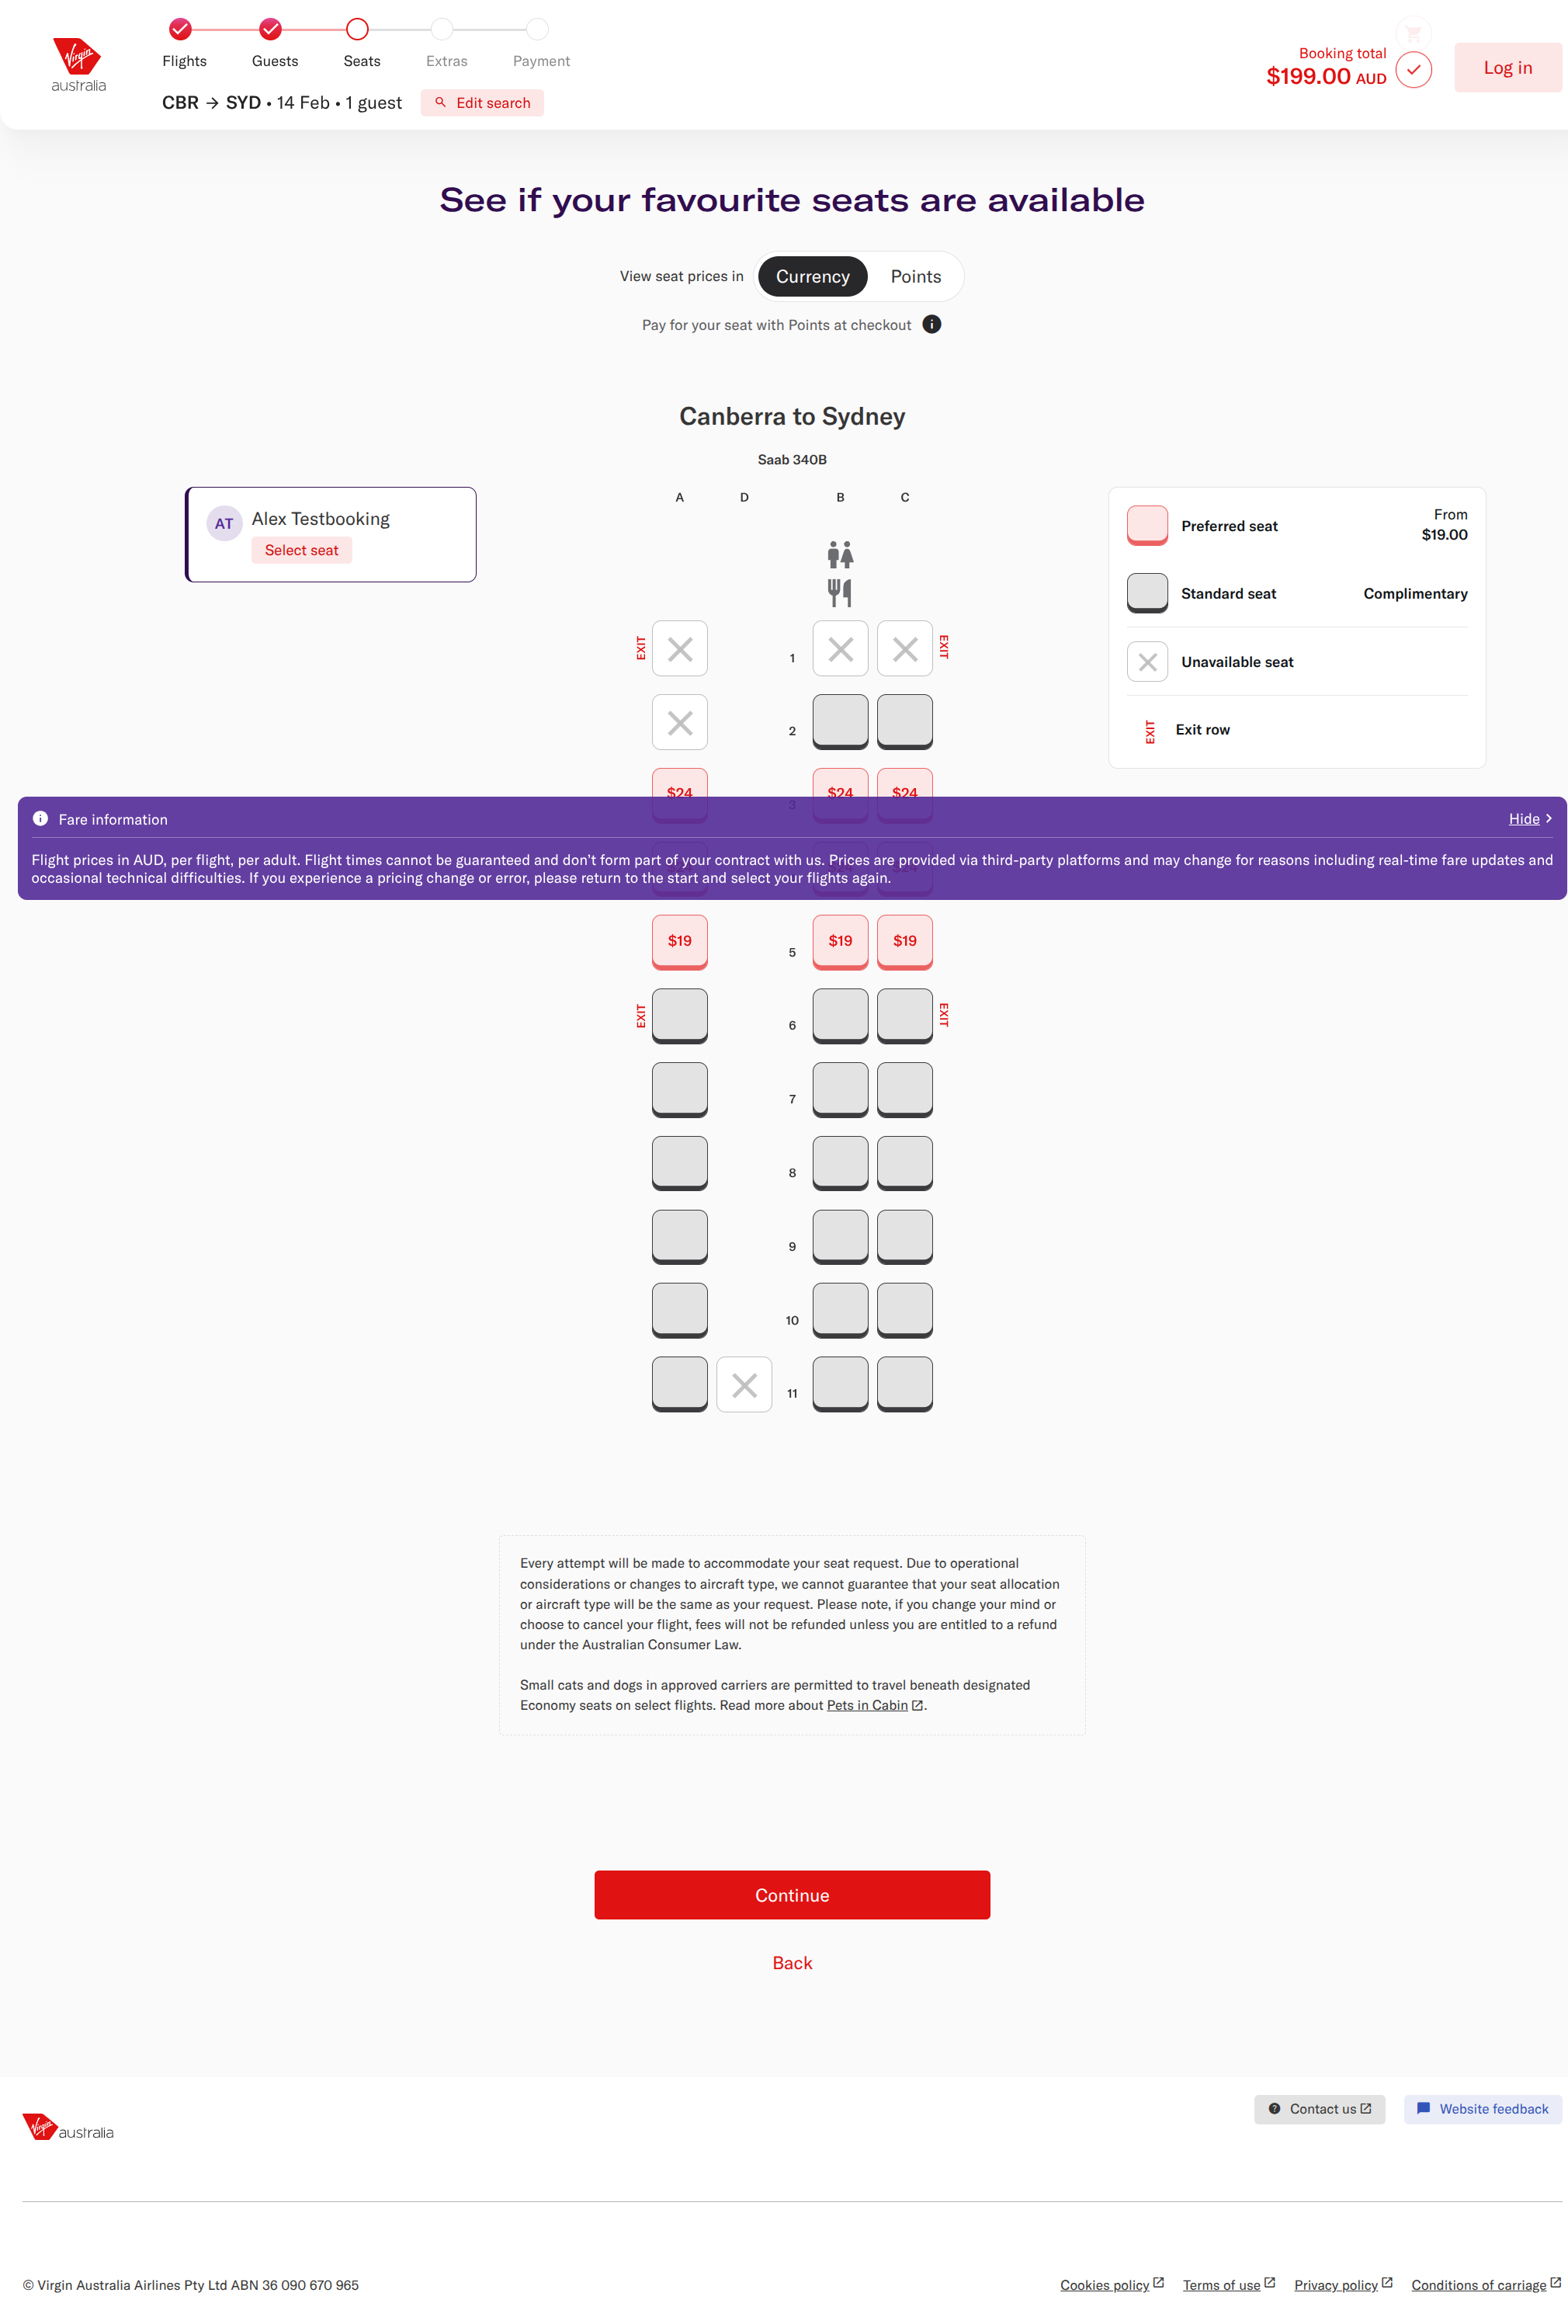 Virgin
australia
Flights
Guests
Seats
Extras
Payment
CBR → SYD • 14 Feb • 1 guest
Edit search
Booking total
$199.00 AUD
Log in
See if your favourite seats are available
View seat prices in
Currency
Points
Pay for your seat with Points at checkout
Canberra to Sydney
Saab 340B
AT
Alex Testbooking
Select seat
A D B C
Preferred seat
From
$19.00
Standard seat
Complimentary
Unavailable seat
EXIT
Exit row
EXIT 1 EXIT
2
$24 3 $24 $24
Fare information
Hide
Flight prices in AUD, per flight, per adult. Flight times cannot be guaranteed and don't form part of your contract with us. Prices are provided via third-party platforms and may change for reasons including real-time fare updates and
occasional technical difficulties. If you experience a pricing change or error, please return to the start and select your flights again.
$19 5 $19 $19
EXIT 6 EXIT
7
8
9
10
11
Every attempt will be made to accommodate your seat request. Due to operational
considerations or changes to aircraft type, we cannot guarantee that your seat allocation
or aircraft type will be the same as your request. Please note, if you change your mind or
choose to cancel your flight, fees will not be refunded unless you are entitled to a refund
under the Australian Consumer Law.
Small cats and dogs in approved carriers are permitted to travel beneath designated
Economy seats on select flights. Read more about Pets in Cabin.
Continue
Back
Virgin australia
Contact us
Website feedback
© Virgin Australia Airlines Pty Ltd ABN 36 090 670 965
Cookies policy
Terms of use
Privacy policy
Conditions of carriage